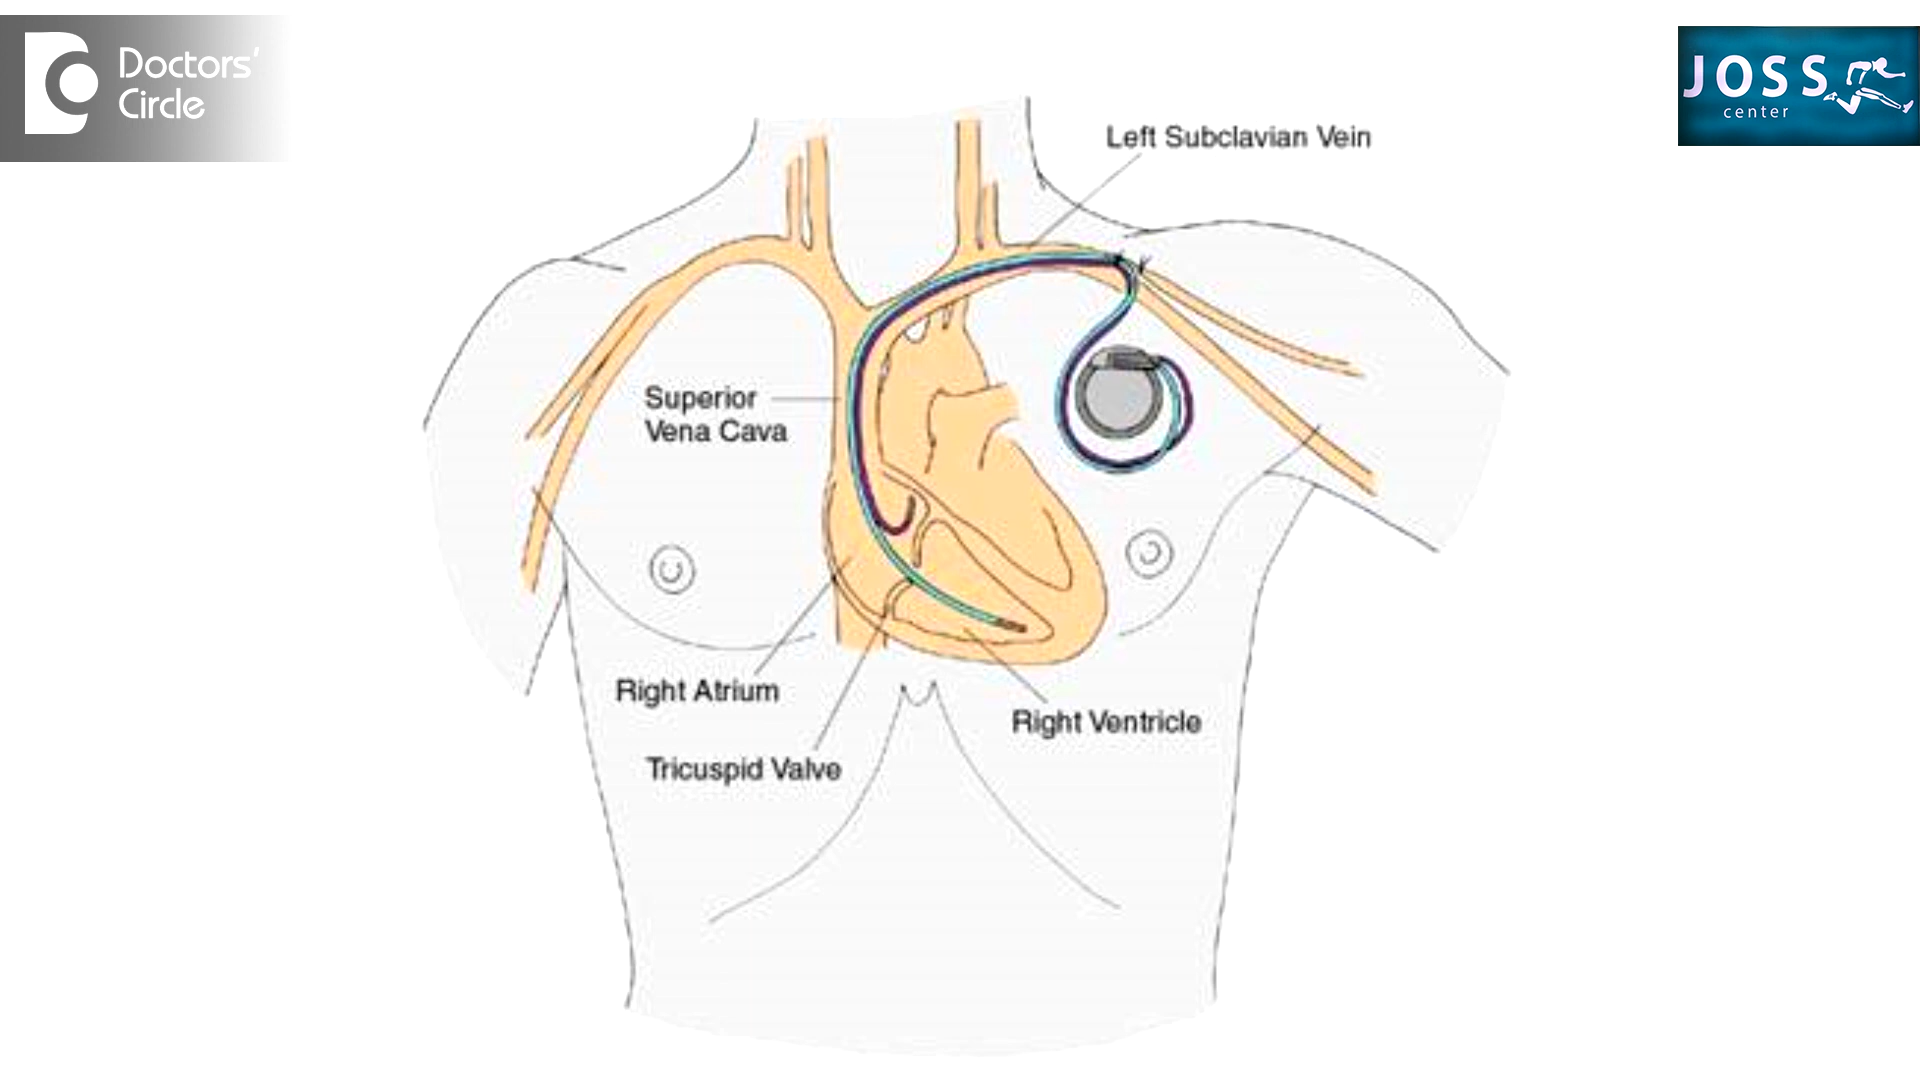 Doctors'
Circle
JOSS
center
Left Subclavian Vein
Superior
Vena Cava
Right Atrium
Right Ventricle
Tricuspid Valve